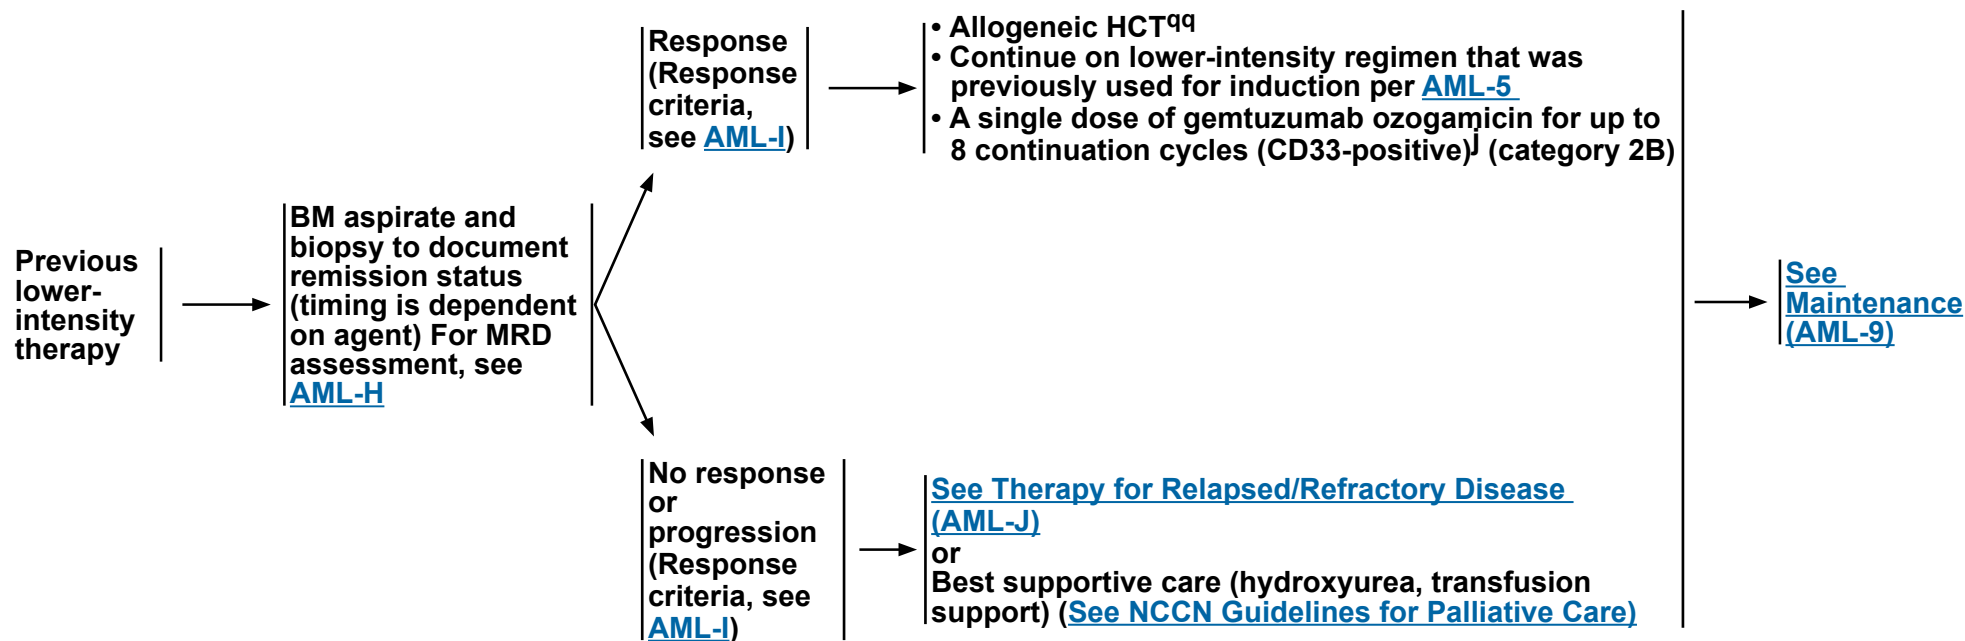 Previous
lower-
intensity
therapy
BM aspirate and
biopsy to document
remission status
(timing is dependent
on agent) For MRD
assessment, see
AML-H
Response
(Response
criteria,
see AML-I)
• Allogeneic HCTqq
• Continue on lower-intensity regimen that was
previously used for induction per AML-5
• A single dose of gemtuzumab ozogamicin for up to
8 continuation cycles (CD33-positive)j (category 2B)
No response
or
progression
(Response
criteria, see
AML-I)
See Therapy for Relapsed/Refractory Disease
(AML-J)
or
Best supportive care (hydroxyurea, transfusion
support) (See NCCN Guidelines for Palliative Care)
See
Maintenance
(AML-9)